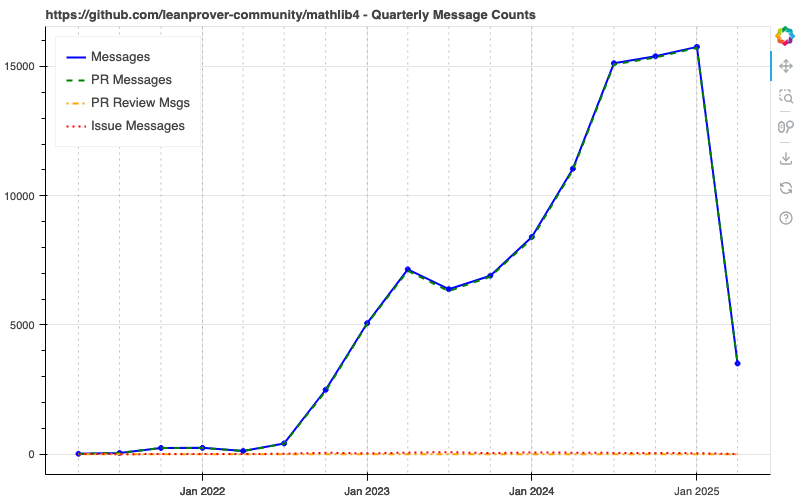 https://github.com/leanprover-community/mathlib4 - Quarterly Message Counts
Messages
PR Messages
PR Review Msgs
Issue Messages
15000
10000
5000
0
Jan 2022
Jan 2023
Jan 2024
Jan 2025